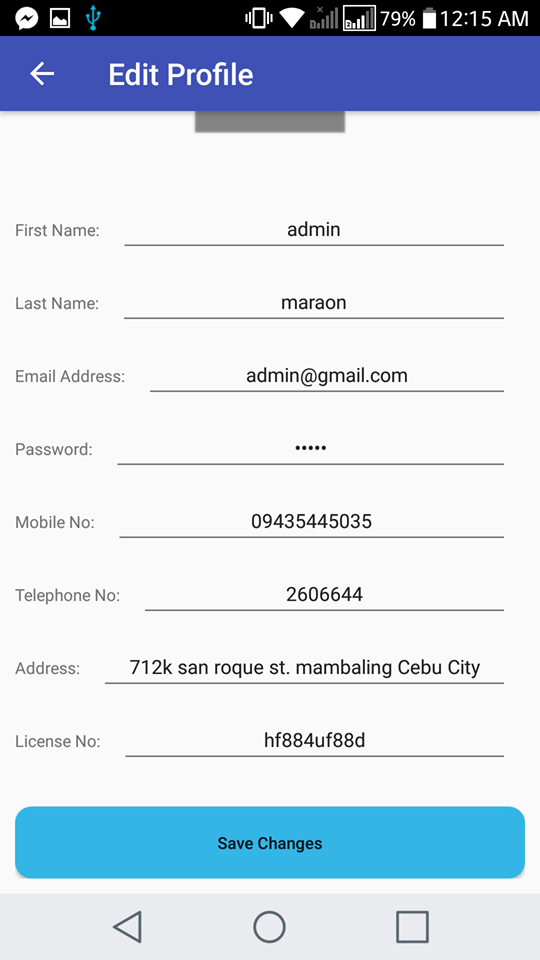 79% 12:15 AM
Edit Profile
First Name: admin
Last Name: maraon
Email Address: admin@gmail.com
Password: •••••
Mobile No: 09435445035
Telephone No: 2606644
Address: 712k san roque st. mambaling Cebu City
License No: hf884uf88d
Save Changes